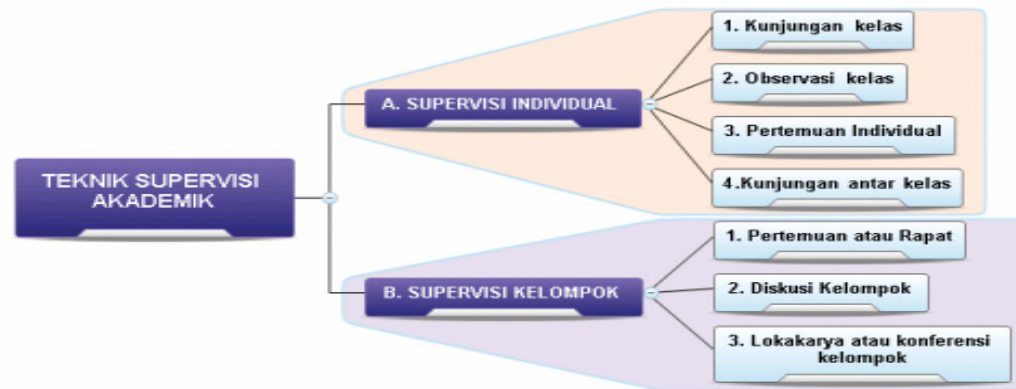 TEKNIK SUPERVISI
AKADEMIK
A. SUPERVISI INDIVIDUAL
1. Kunjungan kelas
2. Observasi kelas
3. Pertemuan Individual
4.Kunjungan antar kelas
B. SUPERVISI KELOMPOK
1. Pertemuan atau Rapat
2. Diskusi Kelompok
3. Lokakarya atau konferensi
kelompok